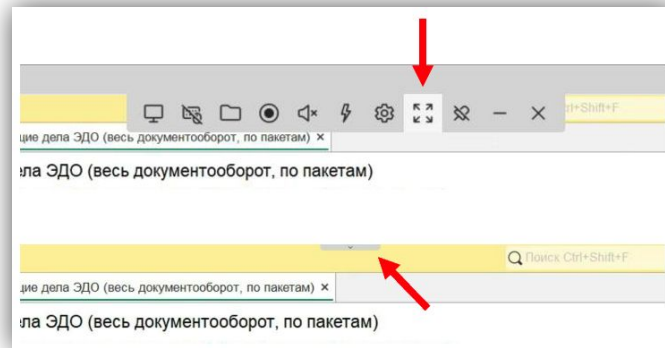 rl+Shift+F
щие дела ЭДО (весь документооборот, по пакетам) ×
ела ЭДО (весь документооборот, по пакетам)
Поиск Ctrl+Shift+F
щие дела ЭДО (весь документооборот, по пакетам) ×
ела ЭДО (весь документооборот, по пакетам)